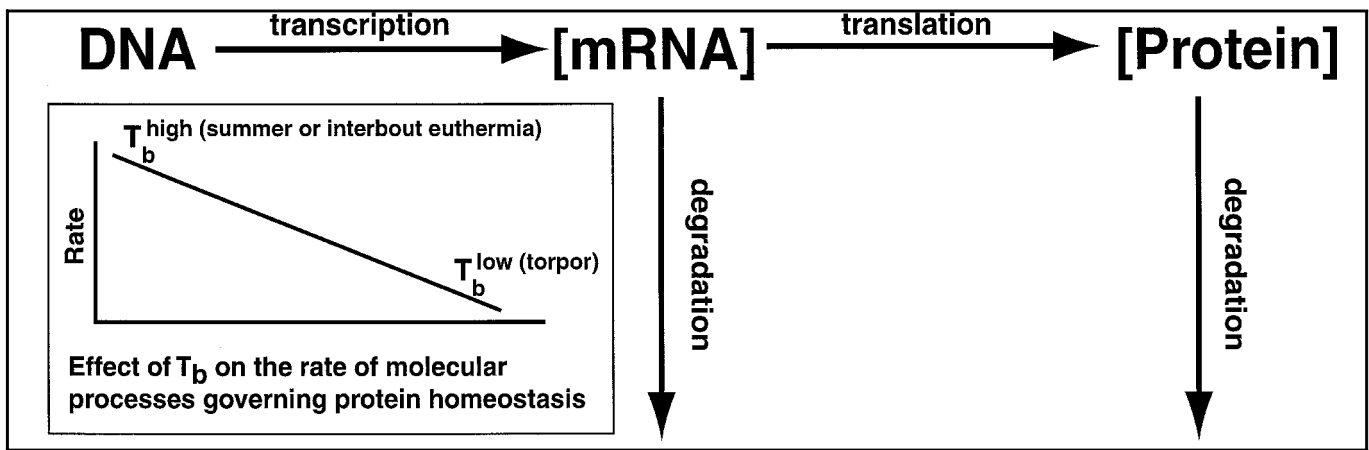 transcription
translation
DNA
[mRNA]
[Protein]
T_b^high (summer or interbout euthermia)
Rate
T_b^low (torpor)
Effect of T_b on the rate of molecular
processes governing protein homeostasis
degradation
degradation